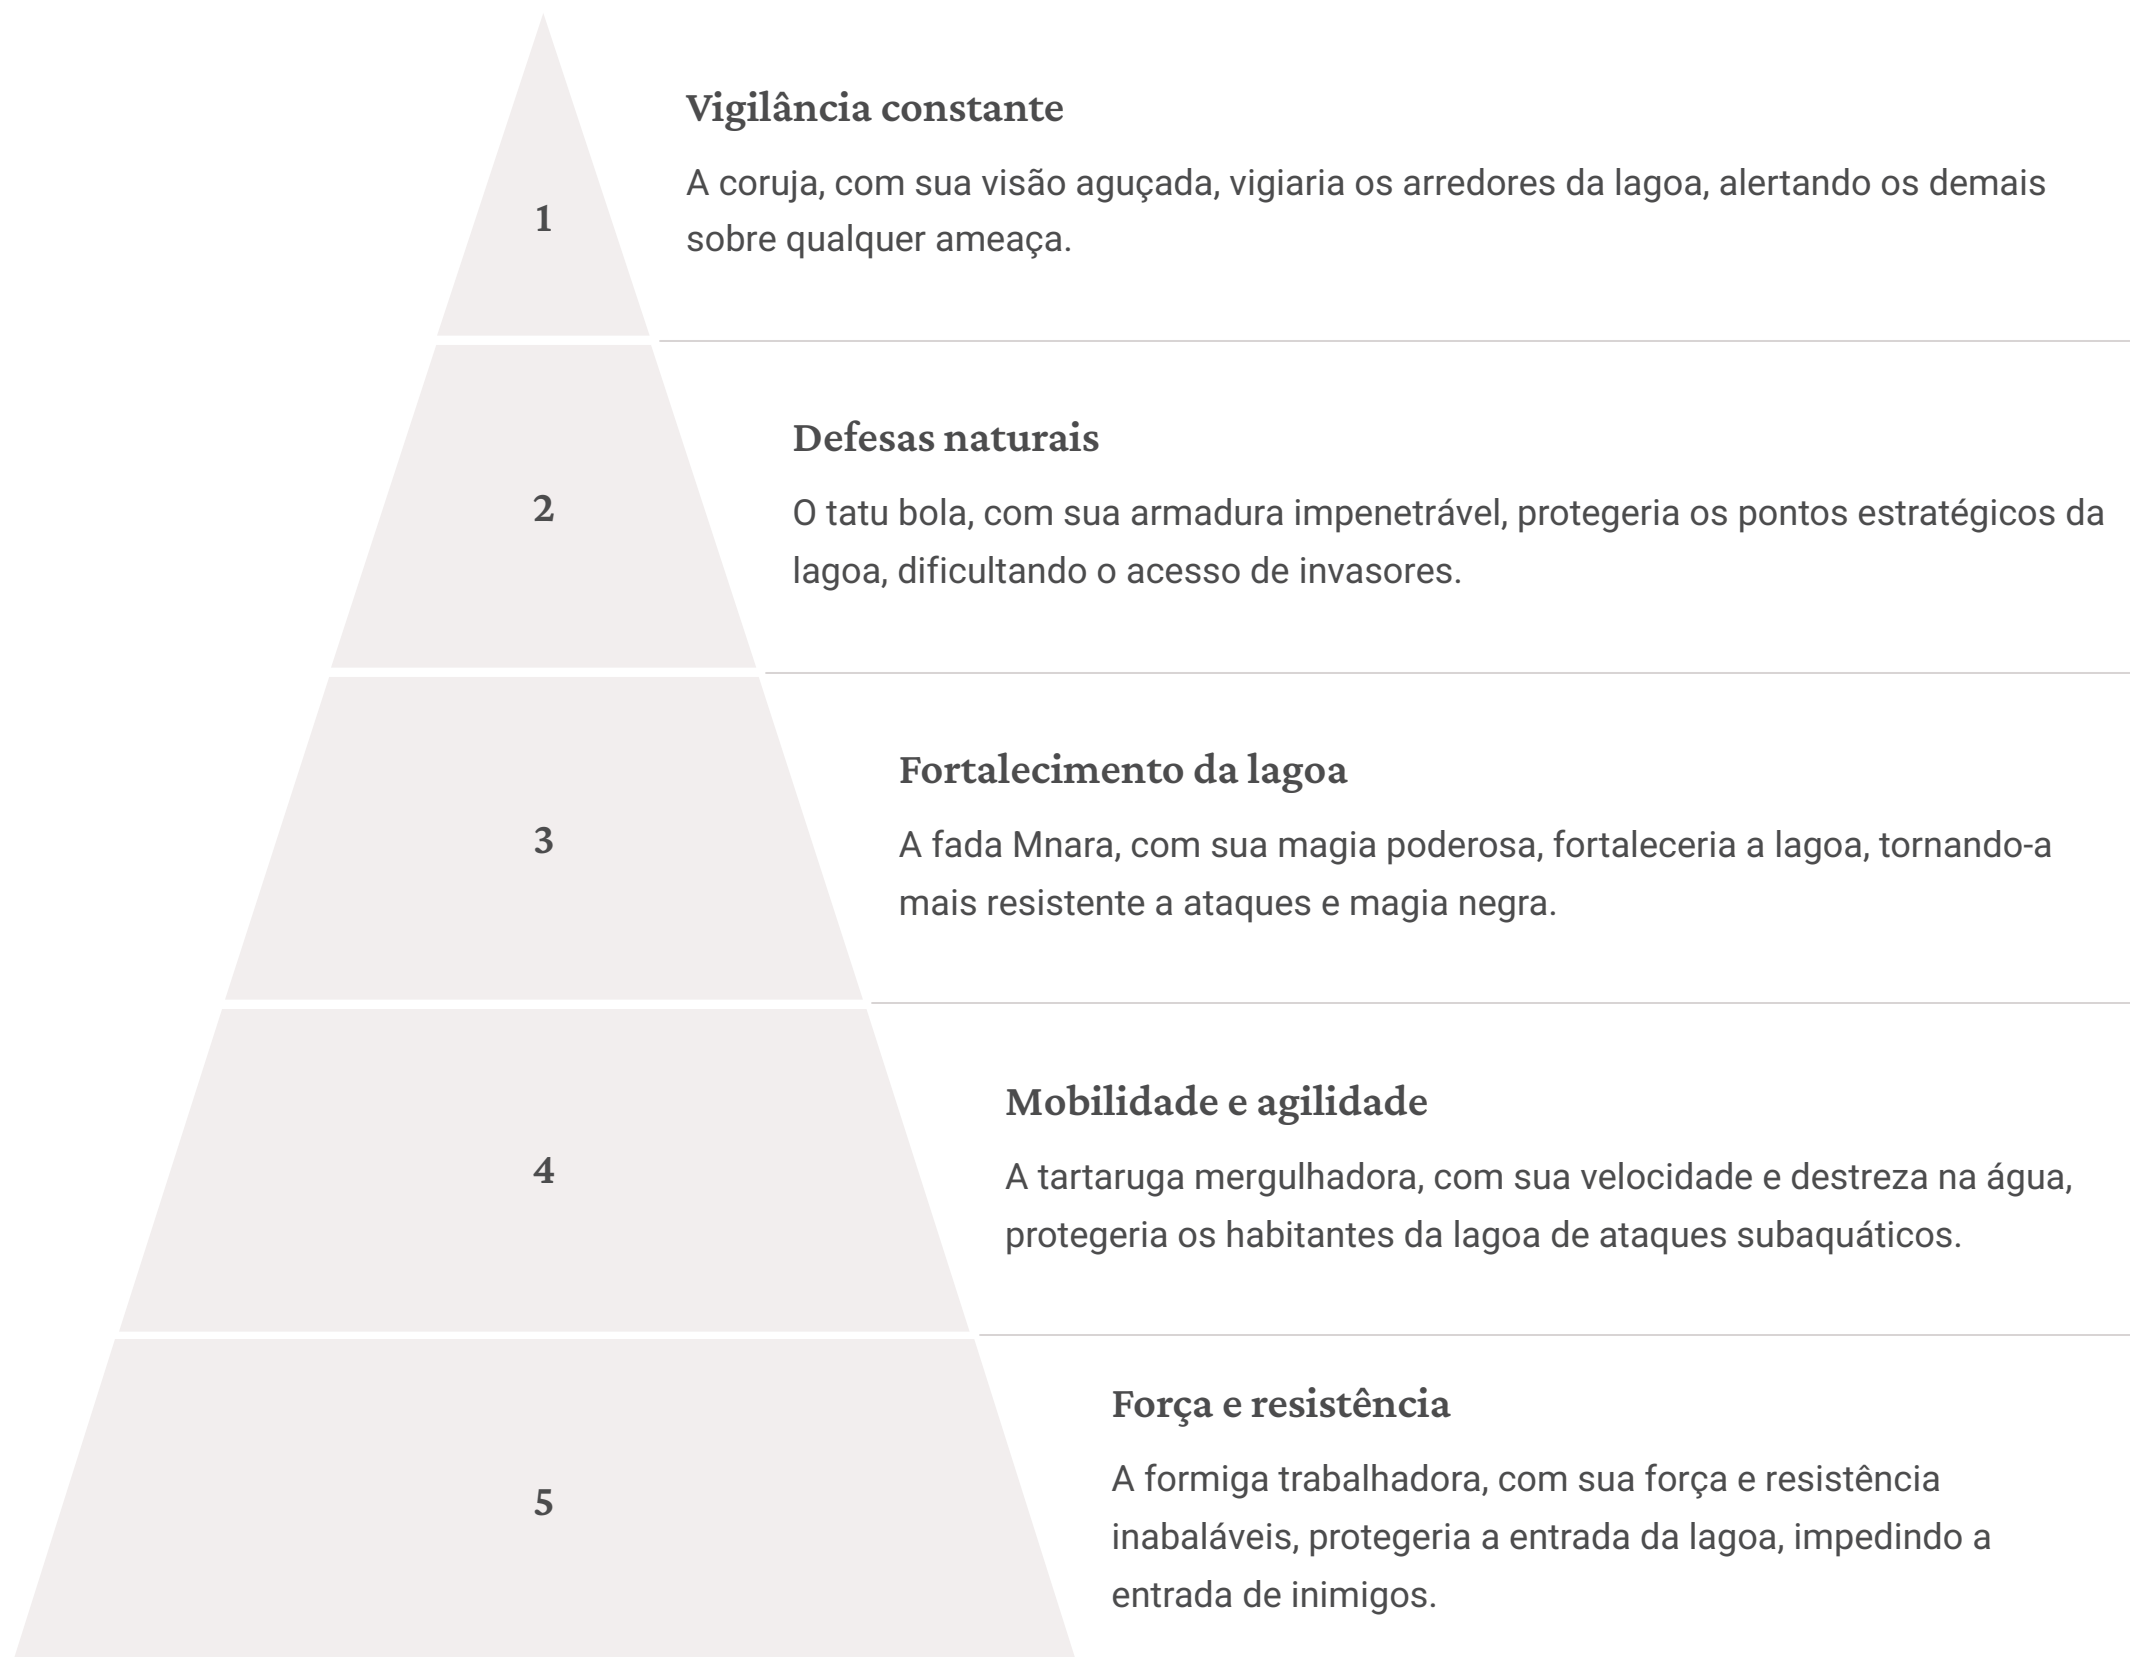 1
Vigilância constante
A coruja, com sua visão aguçada, vigiaria os arredores da lagoa, alertando os demais
sobre qualquer ameaça.
2
Defesas naturais
O tatu bola, com sua armadura impenetrável, protegeria os pontos estratégicos da
lagoa, dificultando o acesso de invasores.
3
Fortalecimento da lagoa
A fada Mnara, com sua magia poderosa, fortaleceria a lagoa, tornando-a
mais resistente a ataques e magia negra.
4
Mobilidade e agilidade
A tartaruga mergulhadora, com sua velocidade e destreza na água,
protegeria os habitantes da lagoa de ataques subaquáticos.
5
Força e resistência
A formiga trabalhadora, com sua força e resistência
inabaláveis, protegeria a entrada da lagoa, impedindo a
entrada de inimigos.